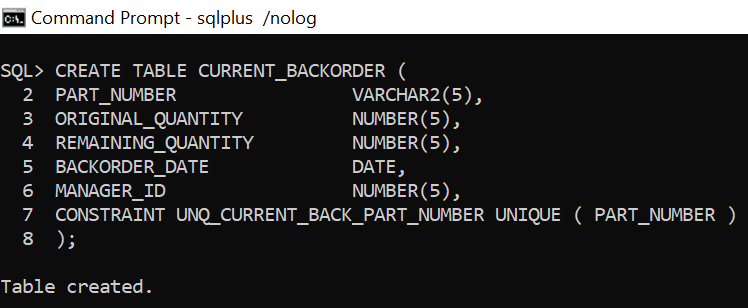 Command Prompt - sqlplus  /nolog
SQL> CREATE TABLE CURRENT_BACKORDER (
  2  PART_NUMBER                VARCHAR2(5),
  3  ORIGINAL_QUANTITY          NUMBER(5),
  4  REMAINING_QUANTITY         NUMBER(5),
  5  BACKORDER_DATE             DATE,
  6  MANAGER_ID                 NUMBER(5),
  7  CONSTRAINT UNQ_CURRENT_BACK_PART_NUMBER UNIQUE ( PART_NUMBER )
  8  );
Table created.